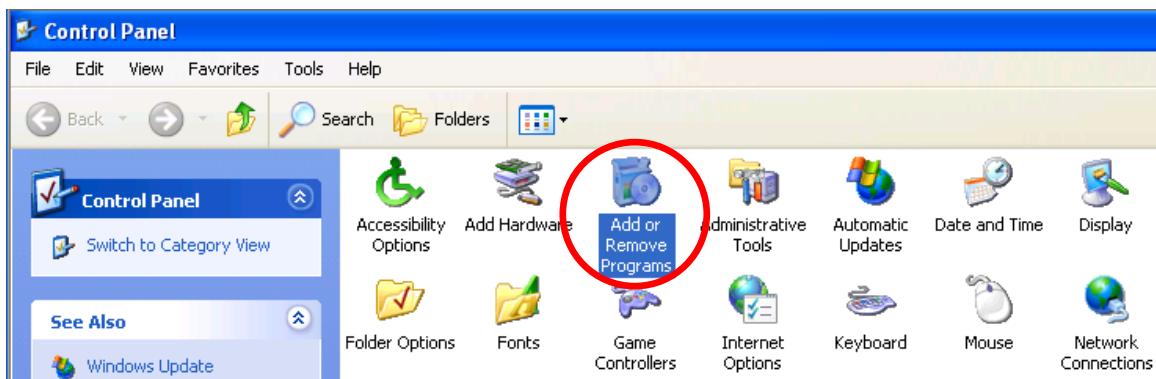 Control Panel
File Edit View Favorites Tools Help
Back Search Folders
Control Panel
Switch to Category View
See Also
Windows Update
Accessibility Options
Add Hardware
Add or Remove Programs
Administrative Tools
Automatic Updates
Date and Time
Display
Folder Options
Fonts
Game Controllers
Internet Options
Keyboard
Mouse
Network Connections